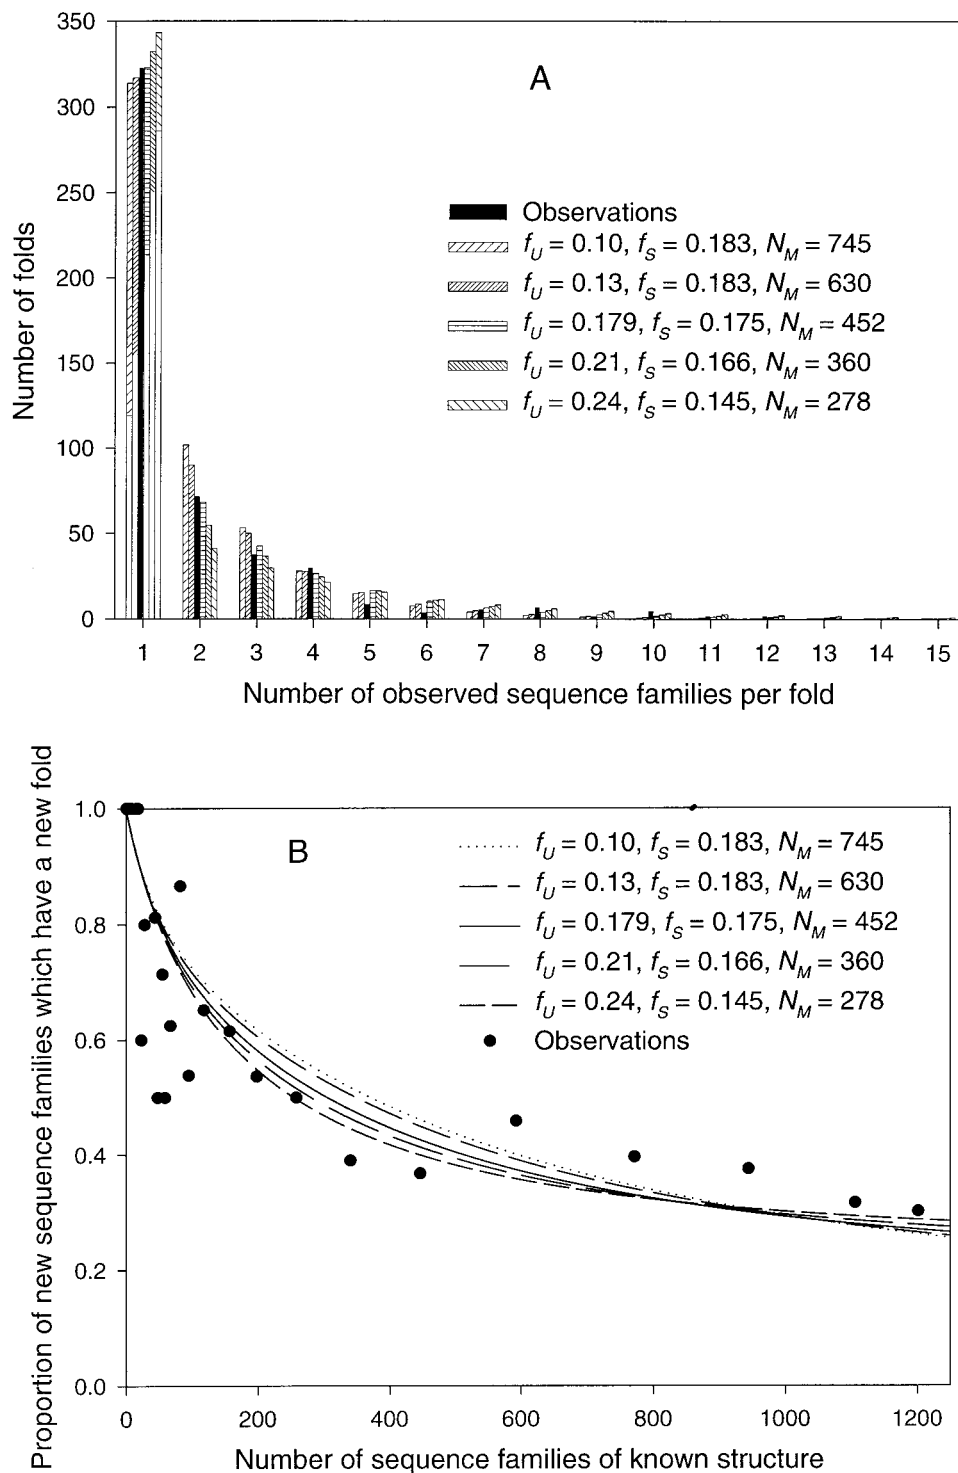 350
300
250
200
150
100
50
0
Number of folds
A
Observations
f_U = 0.10, f_S = 0.183, N_M = 745
f_U = 0.13, f_S = 0.183, N_M = 630
f_U = 0.179, f_S = 0.175, N_M = 452
f_U = 0.21, f_S = 0.166, N_M = 360
f_U = 0.24, f_S = 0.145, N_M = 278
1 2 3 4 5 6 7 8 9 10 11 12 13 14 15
Number of observed sequence families per fold
Proportion of new sequence families which have a new fold
1.0
0.8
0.6
0.4
0.2
0.0
B
f_U = 0.10, f_S = 0.183, N_M = 745
f_U = 0.13, f_S = 0.183, N_M = 630
f_U = 0.179, f_S = 0.175, N_M = 452
f_U = 0.21, f_S = 0.166, N_M = 360
f_U = 0.24, f_S = 0.145, N_M = 278
Observations
0 200 400 600 800 1000 1200
Number of sequence families of known structure